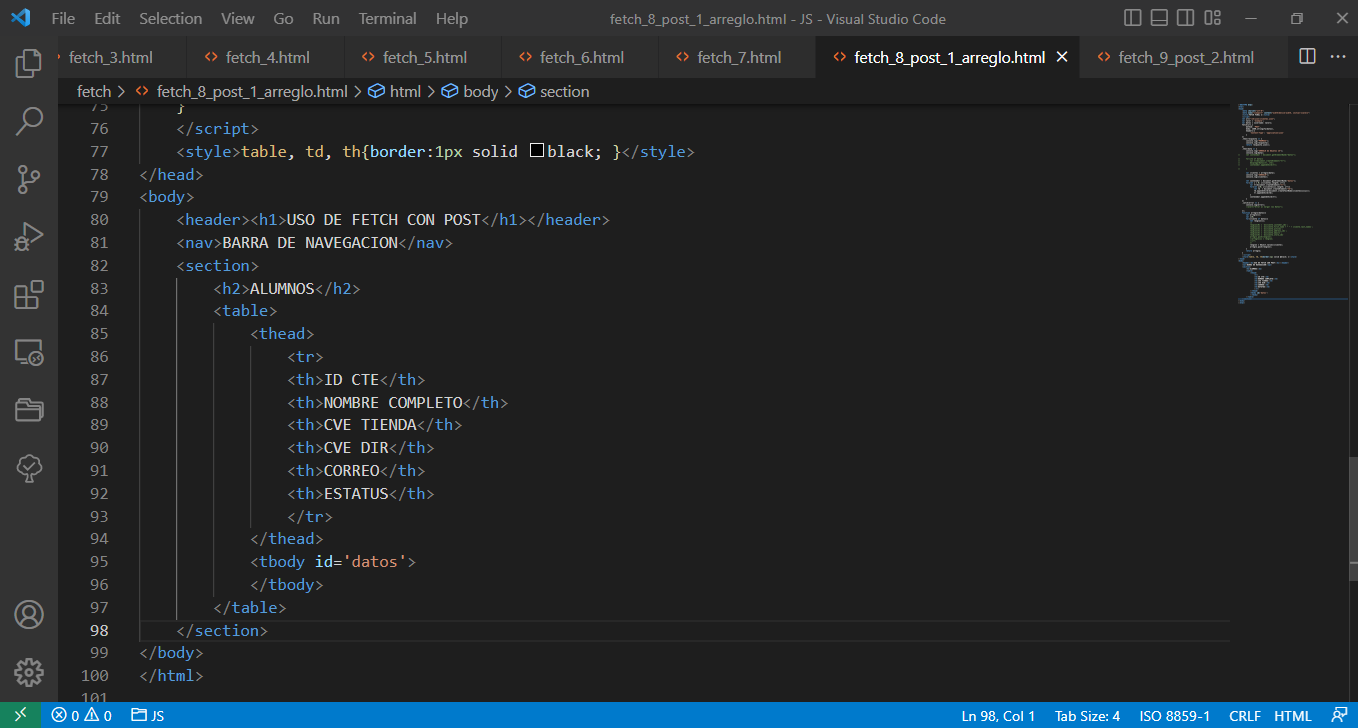 File Edit Selection View Go Run Terminal Help fetch_8_post_1_arreglo.html - JS - Visual Studio Code
fetch_3.html fetch_4.html fetch_5.html fetch_6.html fetch_7.html fetch_8_post_1_arreglo.html fetch_9_post_2.html
fetch > fetch_8_post_1_arreglo.html > html > body > section
75 }
76 </script>
77 <style>table, td, th{border:1px solid black; }</style>
78 </head>
79 <body>
80 <header><h1>USO DE FETCH CON POST</h1></header>
81 <nav>BARRA DE NAVEGACION</nav>
82 <section>
83 <h2>ALUMNOS</h2>
84 <table>
85 <thead>
86 <tr>
87 <th>ID CTE</th>
88 <th>NOMBRE COMPLETO</th>
89 <th>CVE TIENDA</th>
90 <th>CVE DIR</th>
91 <th>CORREO</th>
92 <th>ESTATUS</th>
93 </tr>
94 </thead>
95 <tbody id='datos'>
96 </tbody>
97 </table>
98 </section>
99 </body>
100 </html>
101
0 0 JS Ln 98, Col 1 Tab Size: 4 ISO 8859-1 CRLF HTML